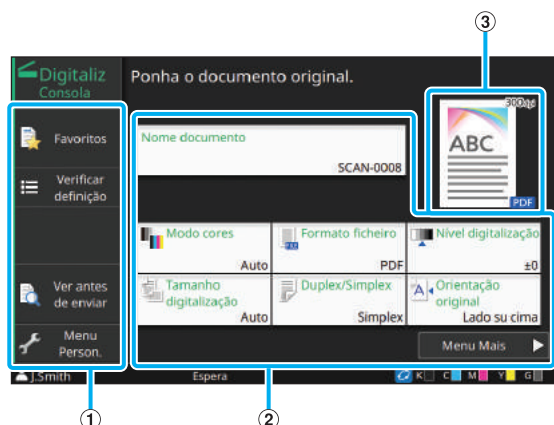 ③
Digitaliz
Consola
Ponha o documento original.
300dpi
ABC
PDF
Favoritos
Verificar
definição
Ver antes
de enviar
Menu
Person.
Nome documento
SCAN-0008
Modo cores
Auto
Formato ficheiro
PDF
Nível digitalização
±0
Tamanho
digitalização
Auto
Duplex/Simplex
Simplex
Orientação
original
Lado su cima
Menu Mais
J.Smith
Espera
K C M Y G
① ②